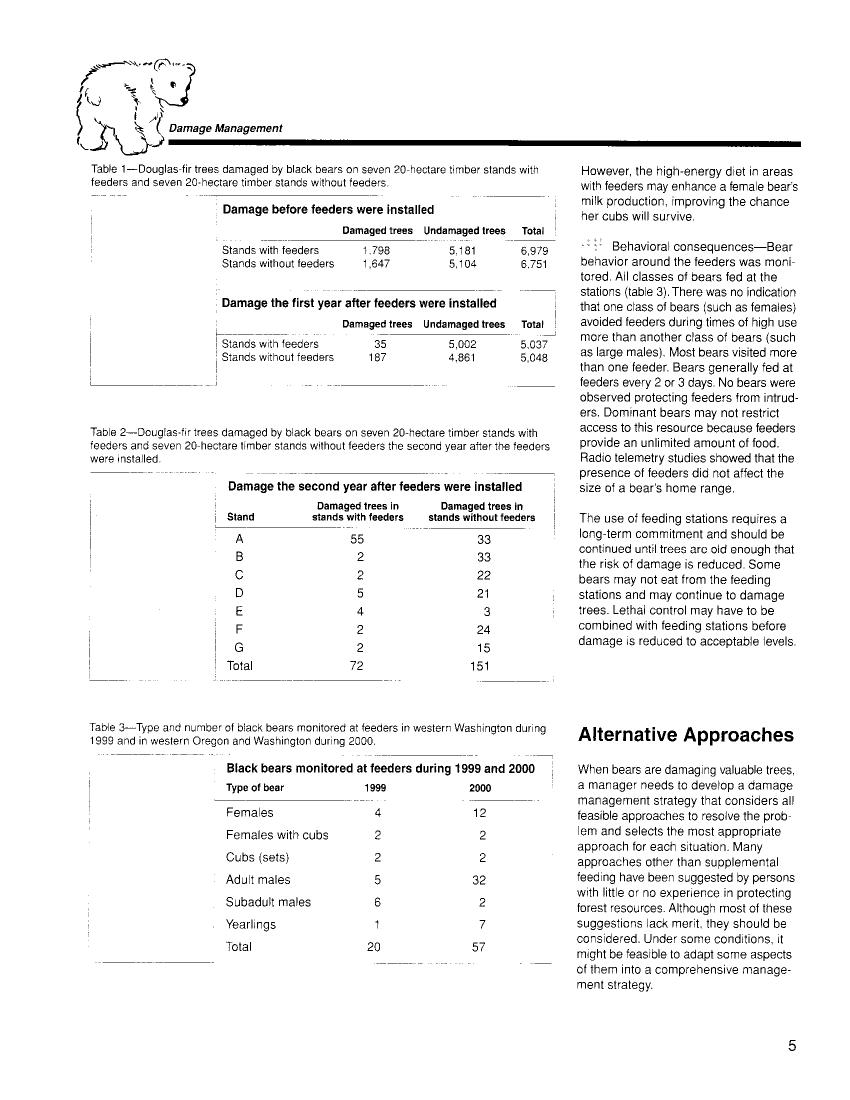 Damage Management
Table 1—Douglas-fir trees damaged by black bears on seven 20-hectare timber stands with
feeders and seven 20-hectare timber stands without feeders.
Damage before feeders were installed
Damaged trees Undamaged trees Total
Stands with feeders 1,798 5,181 6,979
Stands without feeders 1,647 5,104 6,751
Damage the first year after feeders were installed
Damaged trees Undamaged trees Total
Stands with feeders 35 5,002 5,037
Stands without feeders 187 4,861 5,048
Table 2—Douglas-fir trees damaged by black bears on seven 20-hectare timber stands with
feeders and seven 20-hectare timber stands without feeders the second year after the feeders
were installed.
Damage the second year after feeders were installed
Damaged trees in Damaged trees in
Stand stands with feeders stands without feeders
A 55 33
B 2 33
C 2 22
D 5 21
E 4 3
F 2 24
G 2 15
Total 72 151
Table 3—Type and number of black bears monitored at feeders in western Washington during
1999 and in western Oregon and Washington during 2000.
Black bears monitored at feeders during 1999 and 2000
Type of bear 1999 2000
Females 4 12
Females with cubs 2 2
Cubs (sets) 2 2
Adult males 5 32
Subadult males 6 2
Yearlings 1 7
Total 20 57
However, the high-energy diet in areas
with feeders may enhance a female bear's
milk production, improving the chance
her cubs will survive.
Behavioral consequences—Bear
behavior around the feeders was moni-
tored. All classes of bears fed at the
stations (table 3). There was no indication
that one class of bears (such as females)
avoided feeders during times of high use
more than another class of bears (such
as large males). Most bears visited more
than one feeder. Bears generally fed at
feeders every 2 or 3 days. No bears were
observed protecting feeders from intrud-
ers. Dominant bears may not restrict
access to this resource because feeders
provide an unlimited amount of food.
Radio telemetry studies showed that the
presence of feeders did not affect the
size of a bear's home range.
The use of feeding stations requires a
long-term commitment and should be
continued until trees are old enough that
the risk of damage is reduced. Some
bears may not eat from the feeding
stations and may continue to damage
trees. Lethal control may have to be
combined with feeding stations before
damage is reduced to acceptable levels.
Alternative Approaches
When bears are damaging valuable trees,
a manager needs to develop a damage
management strategy that considers all
feasible approaches to resolve the prob-
lem and selects the most appropriate
approach for each situation. Many
approaches other than supplemental
feeding have been suggested by persons
with little or no experience in protecting
forest resources. Although most of these
suggestions lack merit, they should be
considered. Under some conditions, it
might be feasible to adapt some aspects
of them into a comprehensive manage-
ment strategy.
5